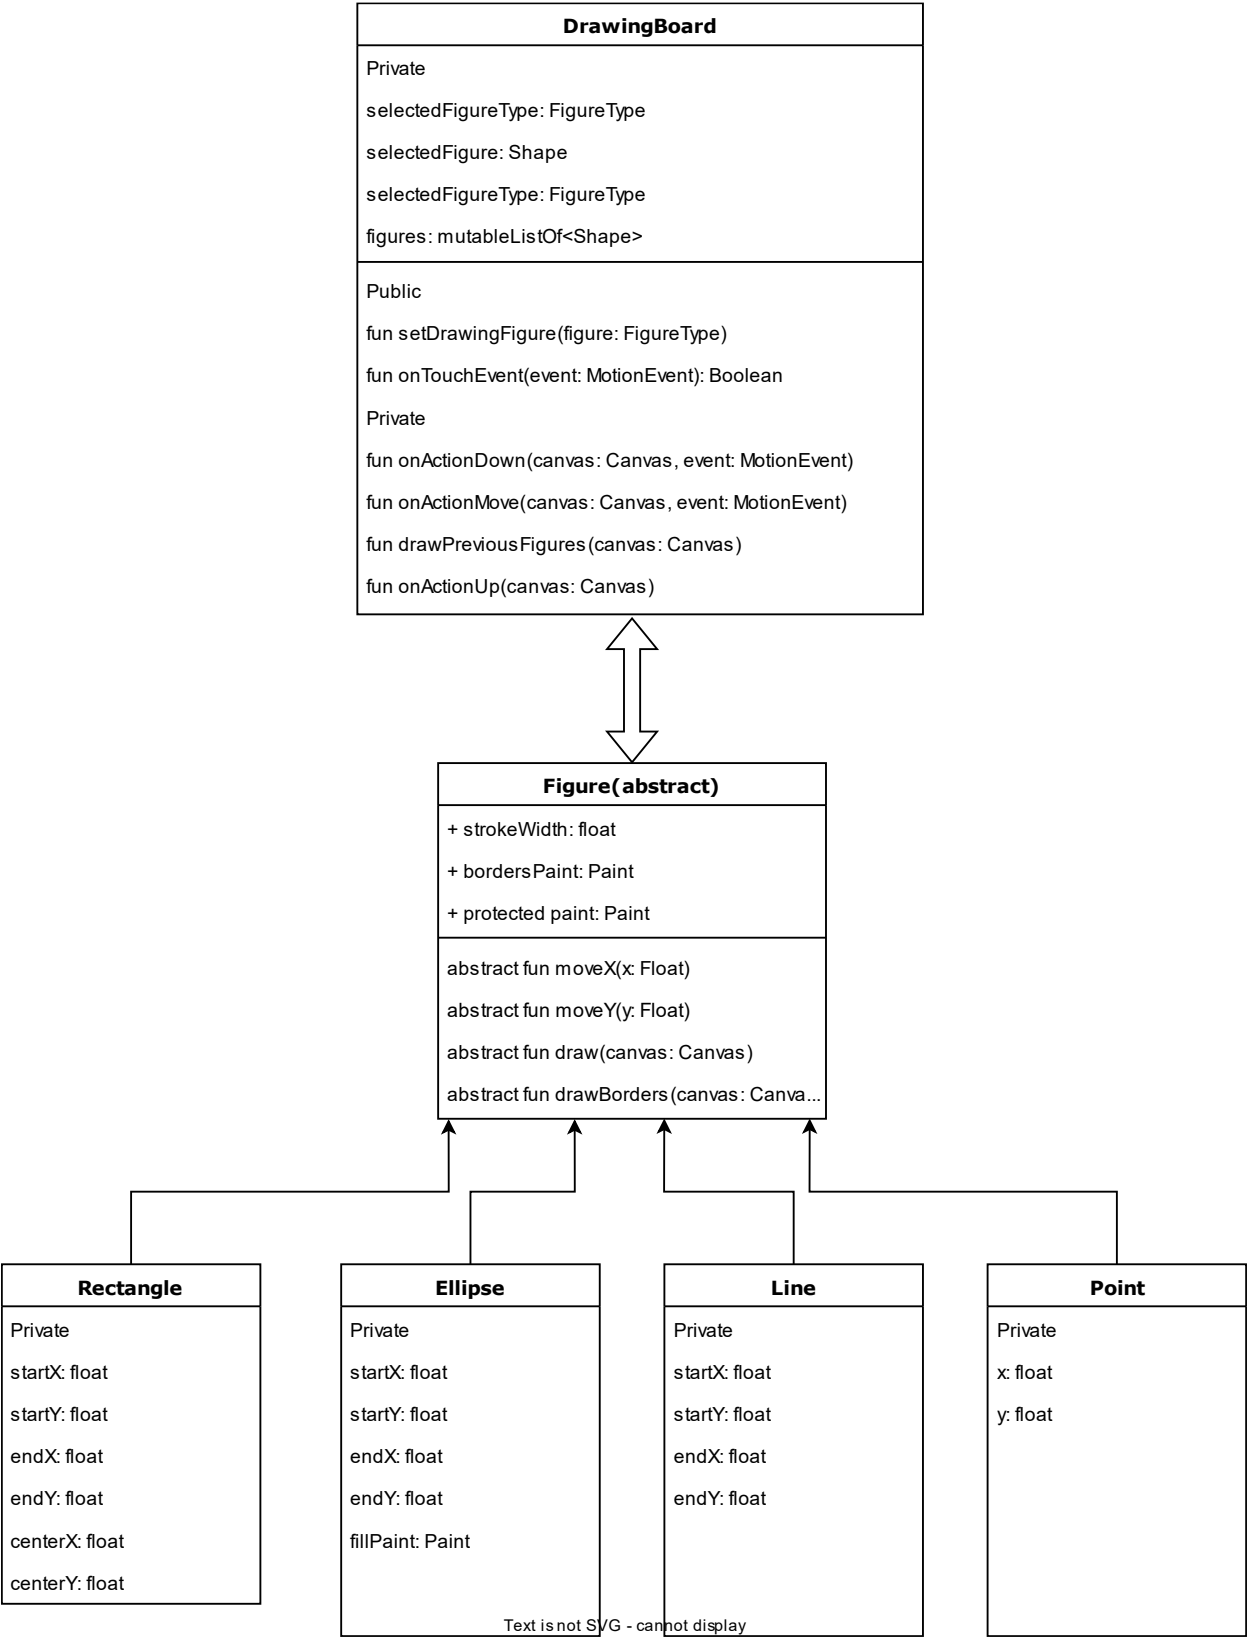 DrawingBoard
Private
selectedFigureType: FigureType
selectedFigure: Shape
selectedFigureType: FigureType
figures: mutableListOf<Shape>
Public
fun setDrawingFigure(figure: FigureType)
fun onTouchEvent(event: MotionEvent): Boolean
Private
fun onActionDown(canvas: Canvas, event: MotionEvent)
fun onActionMove(canvas: Canvas, event: MotionEvent)
fun drawPreviousFigures(canvas: Canvas)
fun onActionUp(canvas: Canvas)
Figure(abstract)
+ strokeWidth: float
+ bordersPaint: Paint
+ protected paint: Paint
abstract fun moveX(x: Float)
abstract fun moveY(y: Float)
abstract fun draw(canvas: Canvas)
abstract fun drawBorders(canvas: Canva...
Rectangle
Private
startX: float
startY: float
endX: float
endY: float
centerX: float
centerY: float
Ellipse
Private
startX: float
startY: float
endX: float
endY: float
fillPaint: Paint
Line
Private
startX: float
startY: float
endX: float
endY: float
Point
Private
x: float
y: float
Text is not SVG - cannot display